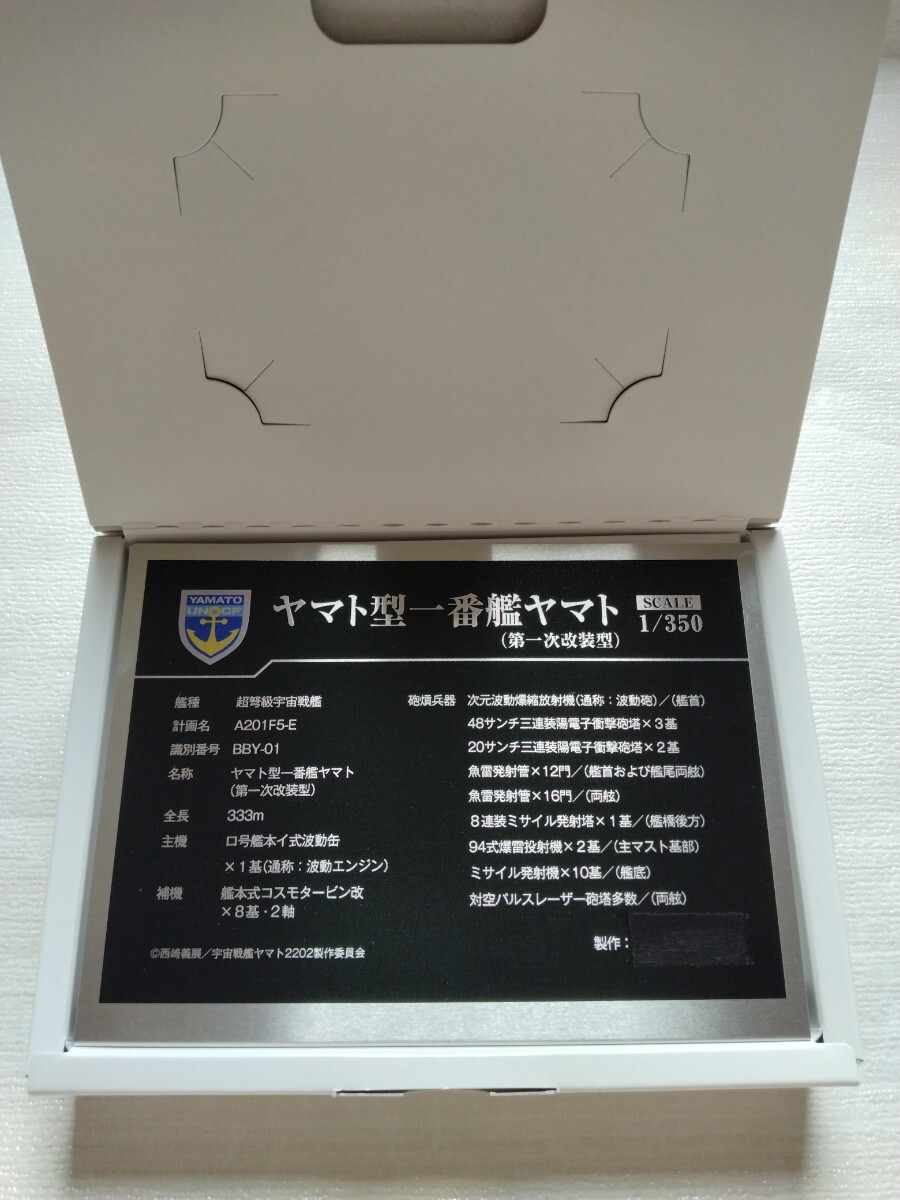 YAMATO
UNCF
ヤマト型一番艦ヤマト
(第一次改装型)
SCALE
1/350
艦種 超弩級宇宙戦艦
計画名 A201F5-E
識別番号 BBY-01
名称 ヤマト型一番艦ヤマト
(第一次改装型)
全長 333m
主機 ロ号艦本イ式波動缶
×1基(通称：波動エンジン)
補機 艦本式コスモタービン改
×8基・2軸
砲熕兵器 次元波動爆縮放射機(通称：波動砲)／(艦首)
48サンチ三連装陽電子衝撃砲塔×3基
20サンチ三連装陽電子衝撃砲塔×2基
魚雷発射管×12門／(艦首および艦尾両舷)
魚雷発射管×16門／(両舷)
8連装ミサイル発射塔×1基／(艦橋後方)
94式爆雷投射機×2基／(主マスト基部)
ミサイル発射機×10基／(艦底)
対空パルスレーザー砲塔多数／(両舷)
製作：
©西﨑義展／宇宙戦艦ヤマト2202製作委員会